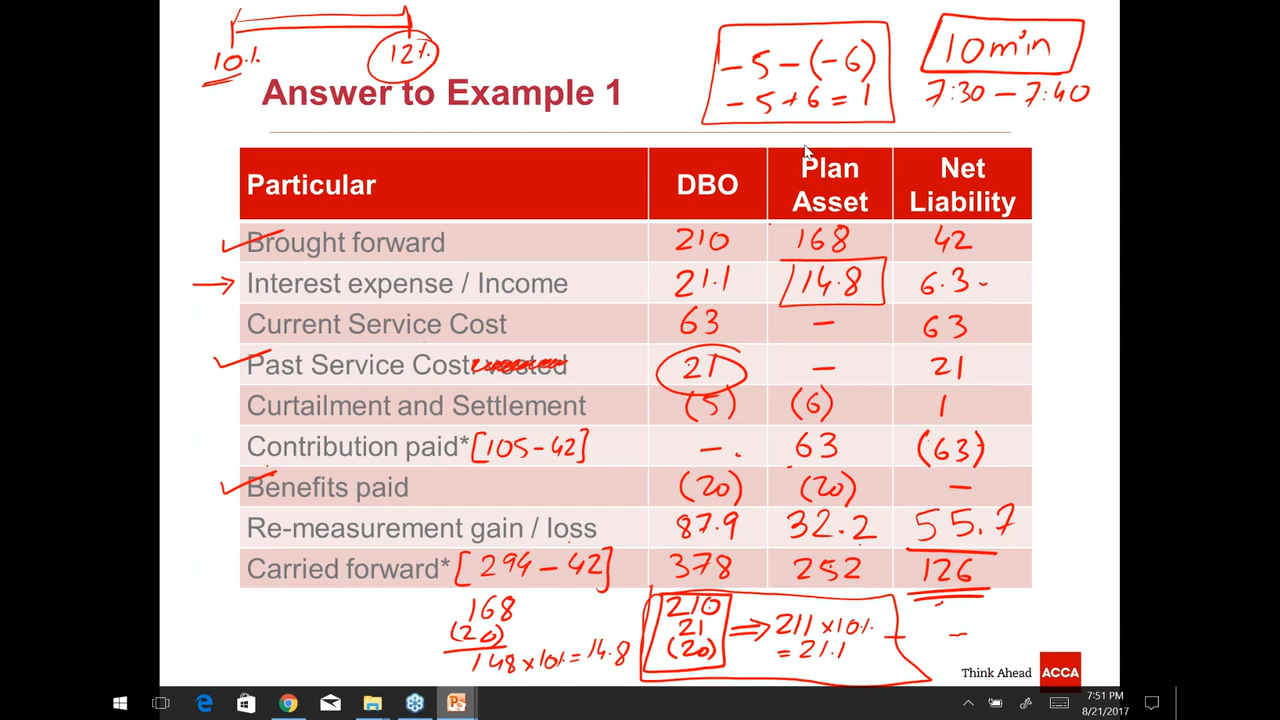 10% 12%
-5-(-6)
-5+6=1
10min
7:30-7:40
Answer to Example 1
Particular DBO Plan Asset Net Liability
Brought forward 210 168 42
→ Interest expense / Income 21.1 14.8 6.3
Current Service Cost 63 - 63
Past Service Cost: vested 21 - 21
Curtailment and Settlement (5) (6) 1
Contribution paid* [105-42] - 63 (63)
Benefits paid (20) (20) -
Re-measurement gain / loss 87.9 32.2 55.7
Carried forward* [294-42] 378 252 126
168
(20)
148×10%=14.8
210
21
(20)
⇒ 211×10%
=21.1
- -
Think Ahead ACCA
7:51 PM
8/21/2017